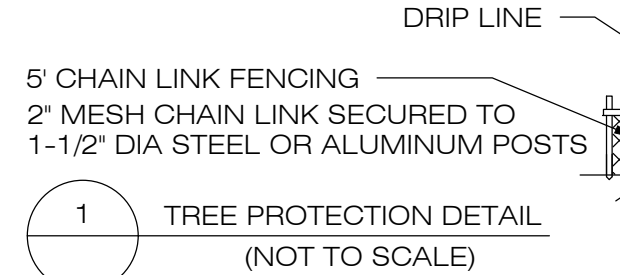 DRIP LINE
5' CHAIN LINK FENCING
2" MESH CHAIN LINK SECURED TO
1-1/2" DIA STEEL OR ALUMINUM POSTS
1
TREE PROTECTION DETAIL
(NOT TO SCALE)